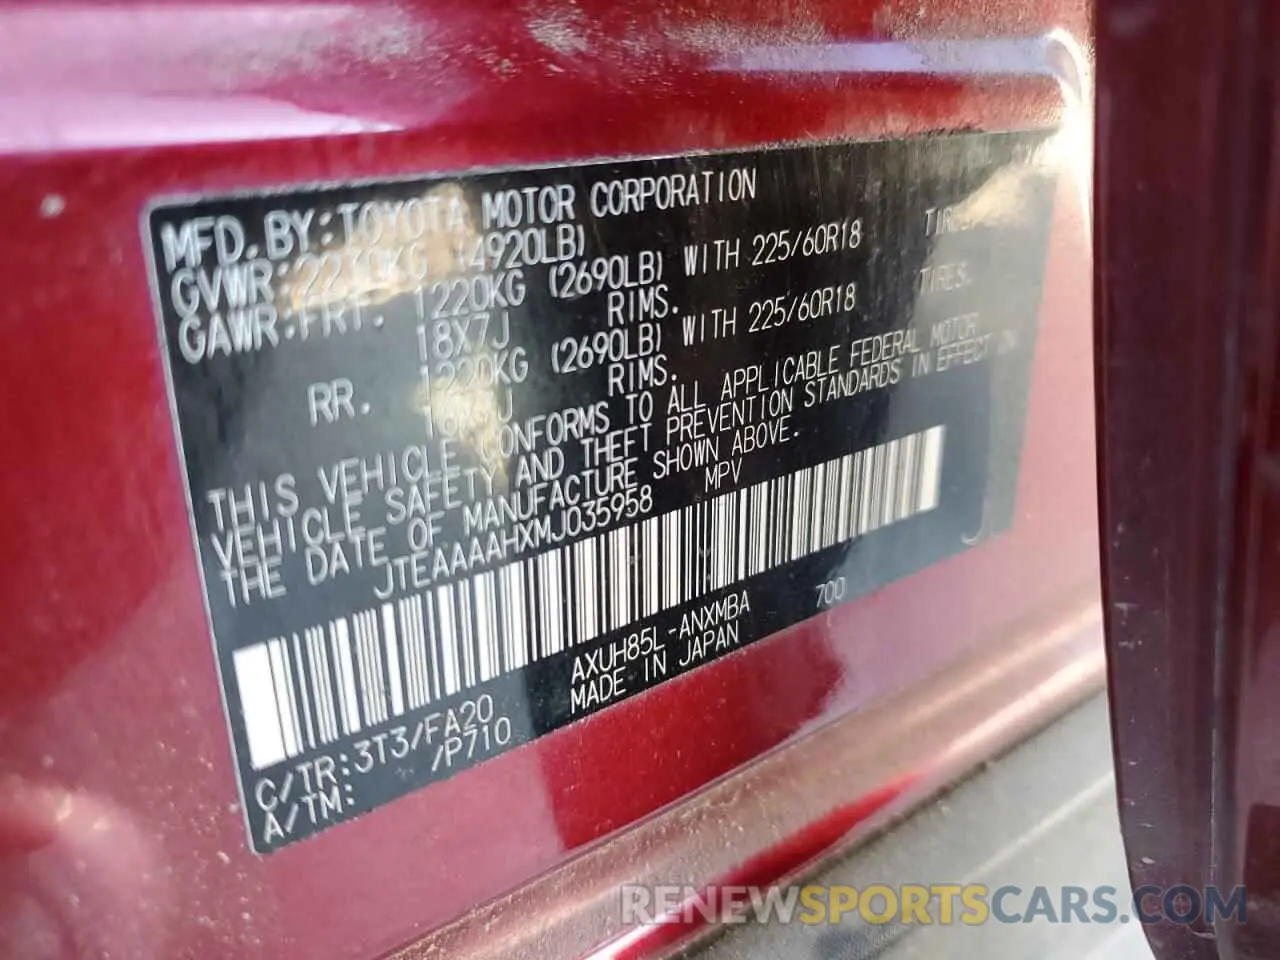 MFD. BY: TOYOTA MOTOR CORPORATION
GVWR: 2230KG (4920LB)
GAWR: FRT. 1220KG (2690LB) WITH 225/60R18 TIRES
18X7J RIMS.
RR. 1220KG (2690LB) WITH 225/60R18 TIRES.
18X7J RIMS.
THIS VEHICLE CONFORMS TO ALL APPLICABLE FEDERAL MOTOR
VEHICLE SAFETY AND THEFT PREVENTION STANDARDS IN EFFECT ON
THE DATE OF MANUFACTURE SHOWN ABOVE.
JTEAAAAHXMJ035958 MPV
AXUH85L-ANXMBA 700
MADE IN JAPAN
C/TR: 3T3/FA20
A/TM: /P710
RENEWSPORTSCARS.COM